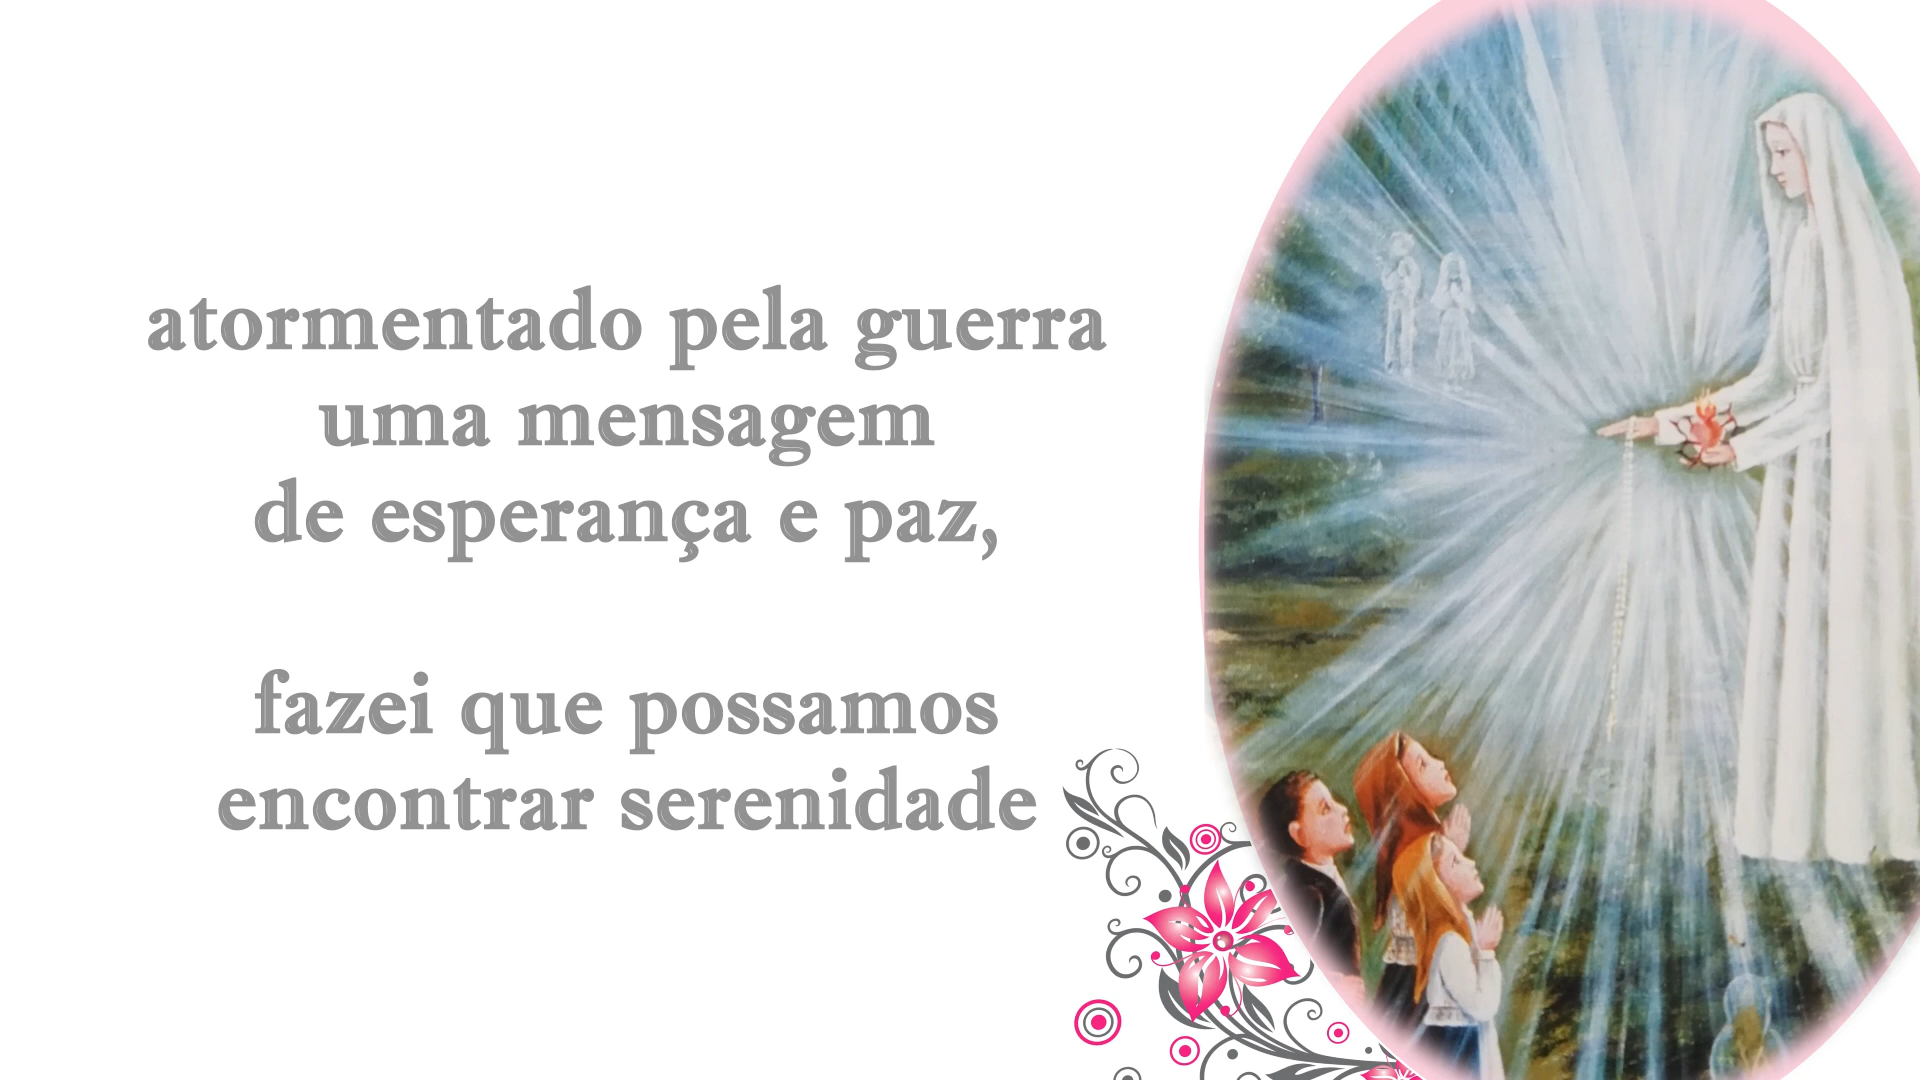 atormentado pela guerra
uma mensagem
de esperança e paz,
fazei que possamos
encontrar serenidade